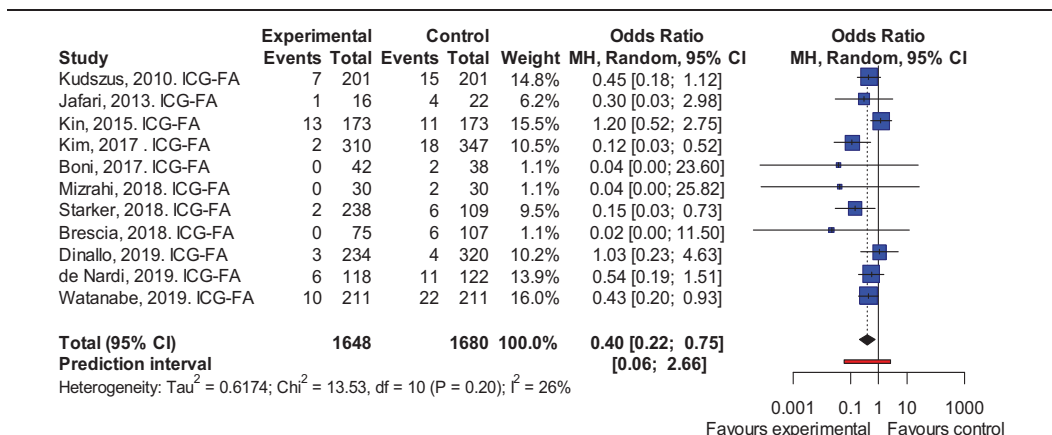 Experimental Control Odds Ratio Odds Ratio
Study Events Total Events Total Weight MH, Random, 95% CI MH, Random, 95% CI
Kudszus, 2010. ICG-FA 7 201 15 201 14.8% 0.45 [0.18; 1.12]
Jafari, 2013. ICG-FA 1 16 4 22 6.2% 0.30 [0.03; 2.98]
Kin, 2015. ICG-FA 13 173 11 173 15.5% 1.20 [0.52; 2.75]
Kim, 2017 . ICG-FA 2 310 18 347 10.5% 0.12 [0.03; 0.52]
Boni, 2017. ICG-FA 0 42 2 38 1.1% 0.04 [0.00; 23.60]
Mizrahi, 2018. ICG-FA 0 30 2 30 1.1% 0.04 [0.00; 25.82]
Starker, 2018. ICG-FA 2 238 6 109 9.5% 0.15 [0.03; 0.73]
Brescia, 2018. ICG-FA 0 75 6 107 1.1% 0.02 [0.00; 11.50]
Dinallo, 2019. ICG-FA 3 234 4 320 10.2% 1.03 [0.23; 4.63]
de Nardi, 2019. ICG-FA 6 118 11 122 13.9% 0.54 [0.19; 1.51]
Watanabe, 2019. ICG-FA 10 211 22 211 16.0% 0.43 [0.20; 0.93]
Total (95% CI) 1648 1680 100.0% 0.40 [0.22; 0.75]
Prediction interval [0.06; 2.66]
Heterogeneity: Tau² = 0.6174; Chi² = 13.53, df = 10 (P = 0.20); I² = 26%
0.001 0.1 1 10 1000
Favours experimental Favours control